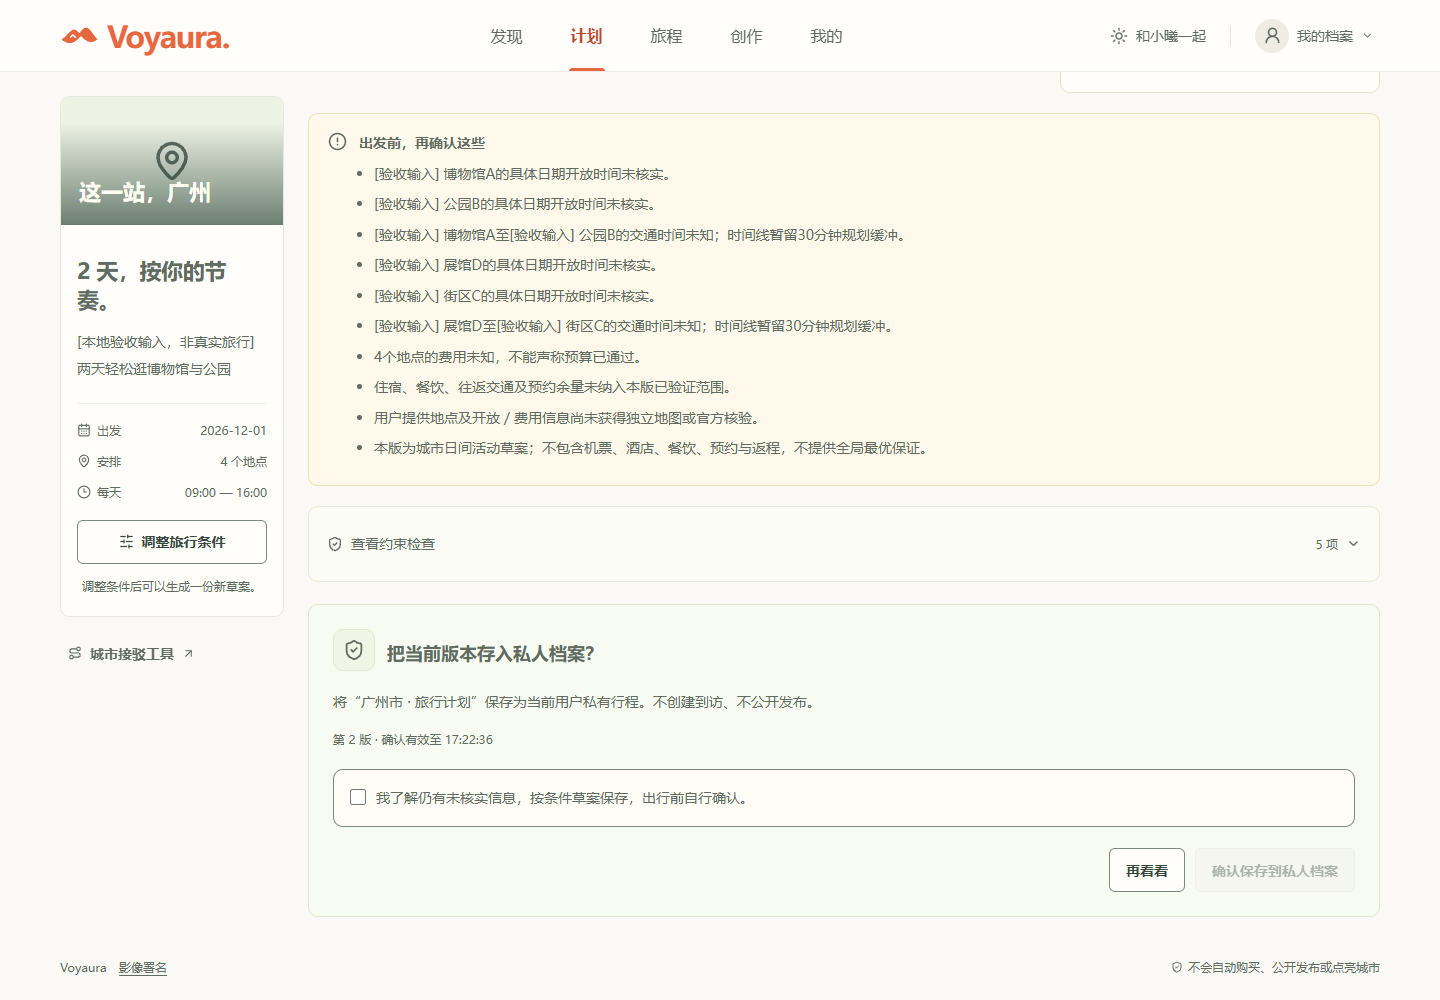 Voyaura.
发现
计划
旅程
创作
我的
和小曦一起
我的档案
这一站，广州
2 天，按你的节
奏。
[本地验收输入，非真实旅行]
两天轻松逛博物馆与公园
出发 2026-12-01
安排 4 个地点
每天 09:00 — 16:00
调整旅行条件
调整条件后可以生成一份新草案。
城市接驳工具
出发前，再确认这些
[验收输入] 博物馆A的具体日期开放时间未核实。
[验收输入] 公园B的具体日期开放时间未核实。
[验收输入] 博物馆A至[验收输入] 公园B的交通时间未知；时间线暂留30分钟规划缓冲。
[验收输入] 展馆D的具体日期开放时间未核实。
[验收输入] 街区C的具体日期开放时间未核实。
[验收输入] 展馆D至[验收输入] 街区C的交通时间未知；时间线暂留30分钟规划缓冲。
4个地点的费用未知，不能声称预算已通过。
住宿、餐饮、往返交通及预约余量未纳入本版已验证范围。
用户提供地点及开放 / 费用信息尚未获得独立地图或官方核验。
本版为城市日间活动草案；不包含机票、酒店、餐饮、预约与返程，不提供全局最优保证。
查看约束检查 5 项
把当前版本存入私人档案？
将“广州市 · 旅行计划”保存为当前用户私有行程。不创建到访、不公开发布。
第 2 版 · 确认有效至 17:22:36
我了解仍有未核实信息，按条件草案保存，出行前自行确认。
再看看
确认保存到私人档案
Voyaura 影像署名
不会自动购买、公开发布或点亮城市